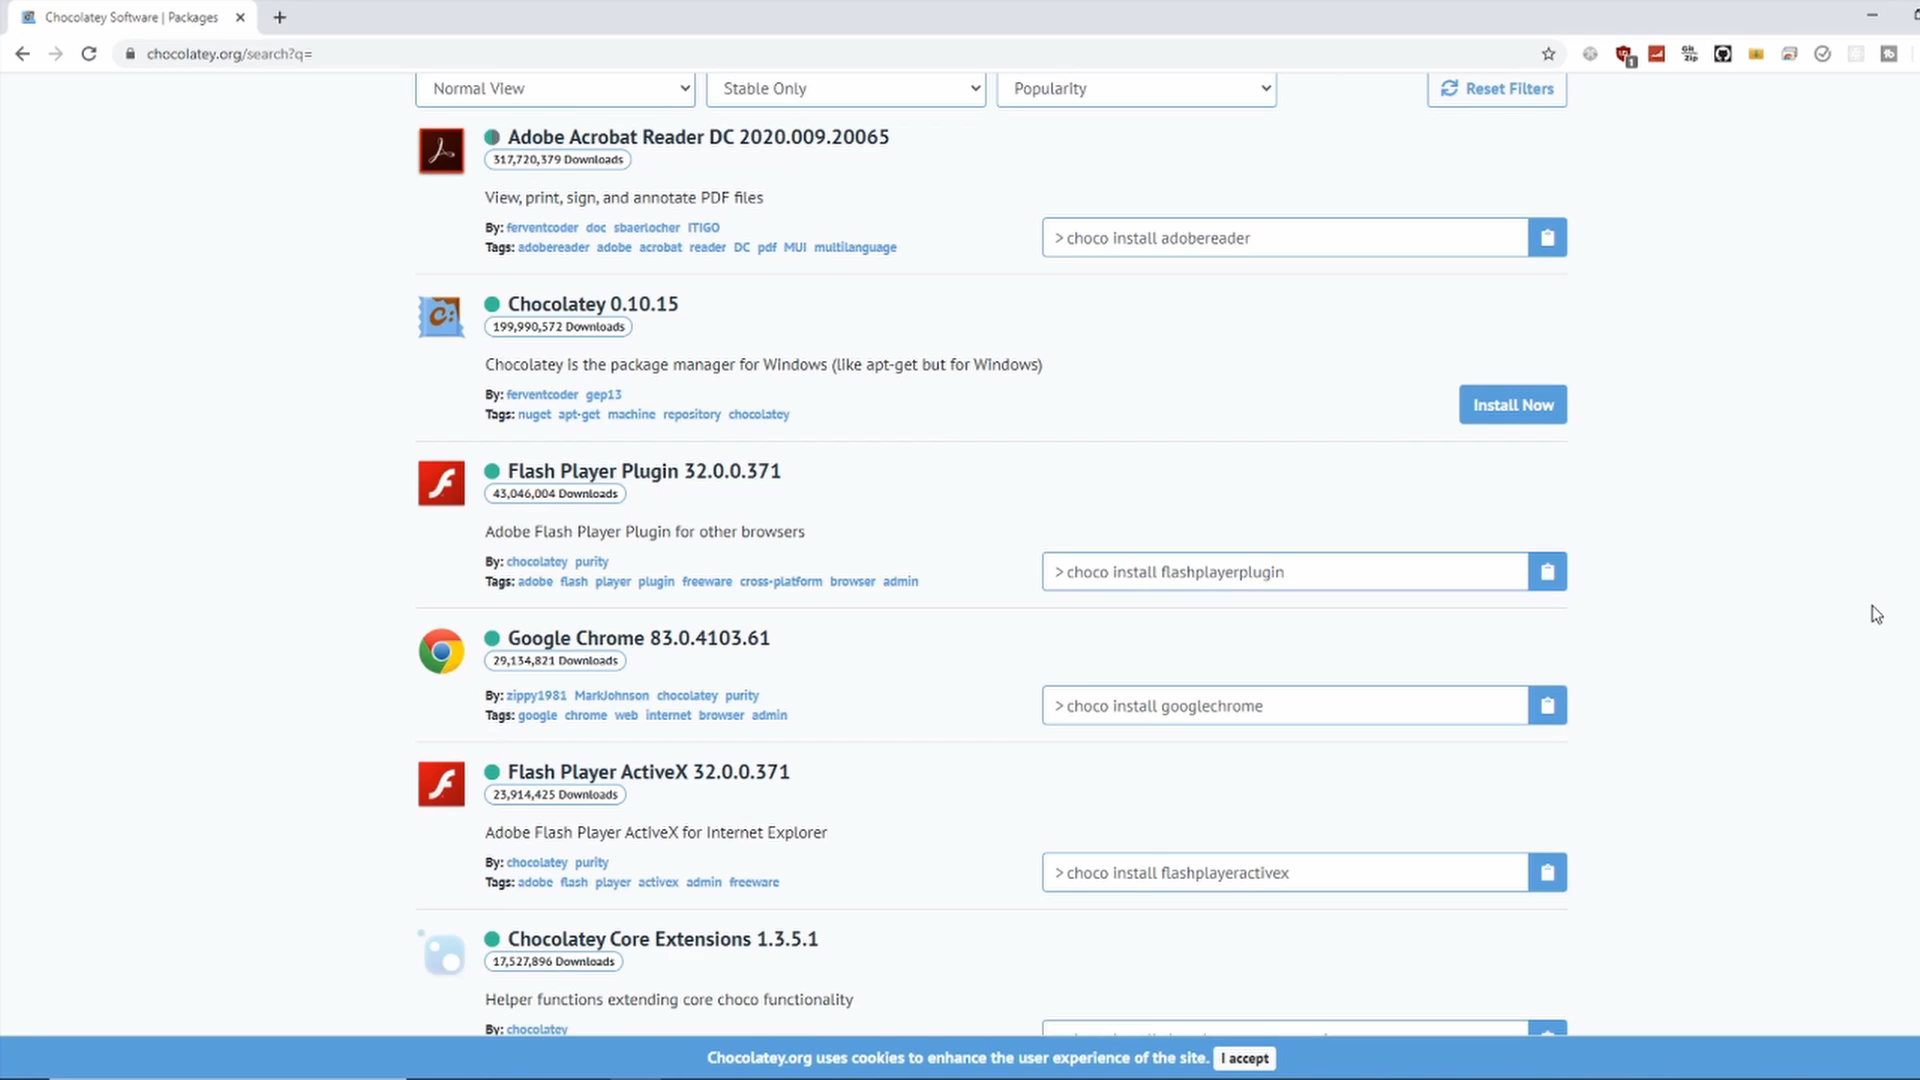 Chocolatey Software | Packages
chocolatey.org/search?q=
1
Git Zip
Normal View
Stable Only
Popularity
Reset Filters
Adobe Acrobat Reader DC 2020.009.20065
317,720,379 Downloads
View, print, sign, and annotate PDF files
By: ferventcoder doc sbaerlocher ITIGO
Tags: adobereader adobe acrobat reader DC pdf MUI multilanguage
> choco install adobereader
Chocolatey 0.10.15
199,990,572 Downloads
Chocolatey is the package manager for Windows (like apt-get but for Windows)
By: ferventcoder gep13
Tags: nuget apt-get machine repository chocolatey
Install Now
Flash Player Plugin 32.0.0.371
43,046,004 Downloads
Adobe Flash Player Plugin for other browsers
By: chocolatey purity
Tags: adobe flash player plugin freeware cross-platform browser admin
> choco install flashplayerplugin
Google Chrome 83.0.4103.61
29,134,821 Downloads
By: zippy1981 MarkJohnson chocolatey purity
Tags: google chrome web internet browser admin
> choco install googlechrome
Flash Player ActiveX 32.0.0.371
23,914,425 Downloads
Adobe Flash Player ActiveX for Internet Explorer
By: chocolatey purity
Tags: adobe flash player activex admin freeware
> choco install flashplayeractivex
Chocolatey Core Extensions 1.3.5.1
17,527,896 Downloads
Helper functions extending core choco functionality
By: chocolatey
Chocolatey.org uses cookies to enhance the user experience of the site.
I accept